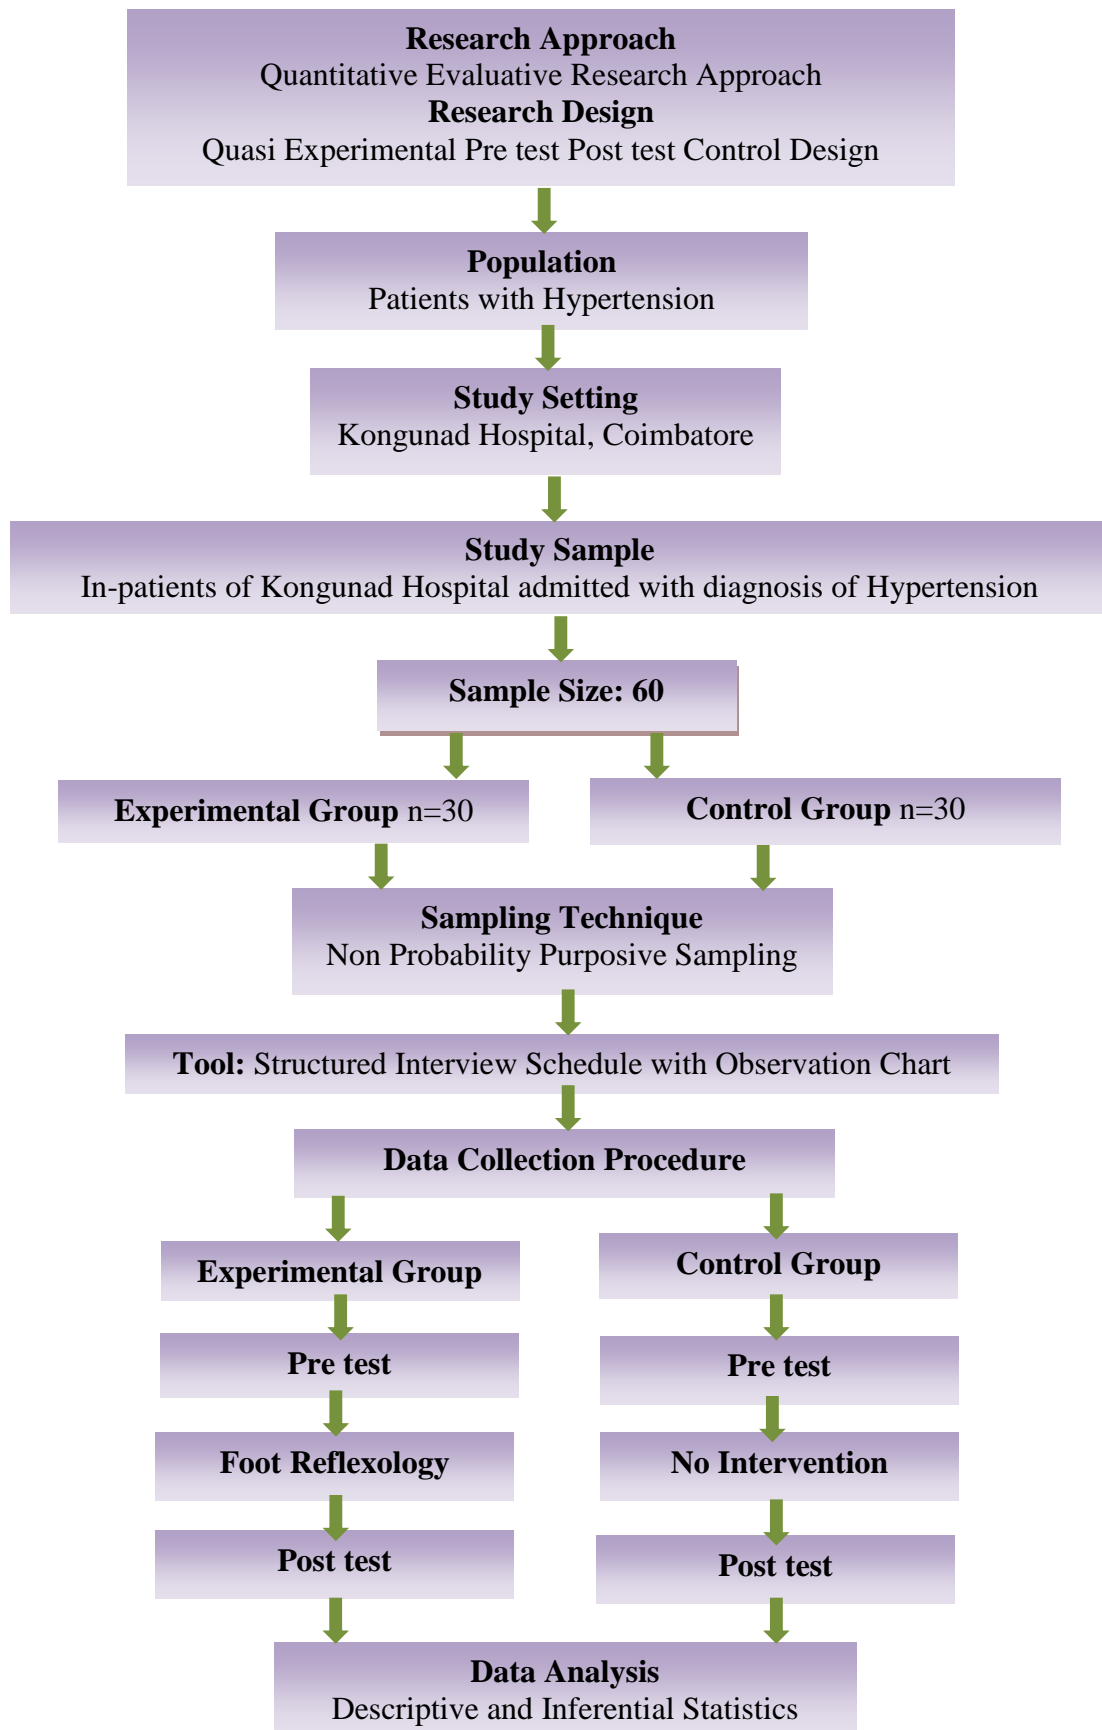 Research Approach
Quantitative Evaluative Research Approach
Research Design
Quasi Experimental Pre test Post test Control Design
Population
Patients with Hypertension
Study Setting
Kongunad Hospital, Coimbatore
Study Sample
In-patients of Kongunad Hospital admitted with diagnosis of Hypertension
Sample Size: 60
Experimental Group n=30
Control Group n=30
Sampling Technique
Non Probability Purposive Sampling
Tool: Structured Interview Schedule with Observation Chart
Data Collection Procedure
Experimental Group
Control Group
Pre test
Pre test
Foot Reflexology
No Intervention
Post test
Post test
Data Analysis
Descriptive and Inferential Statistics